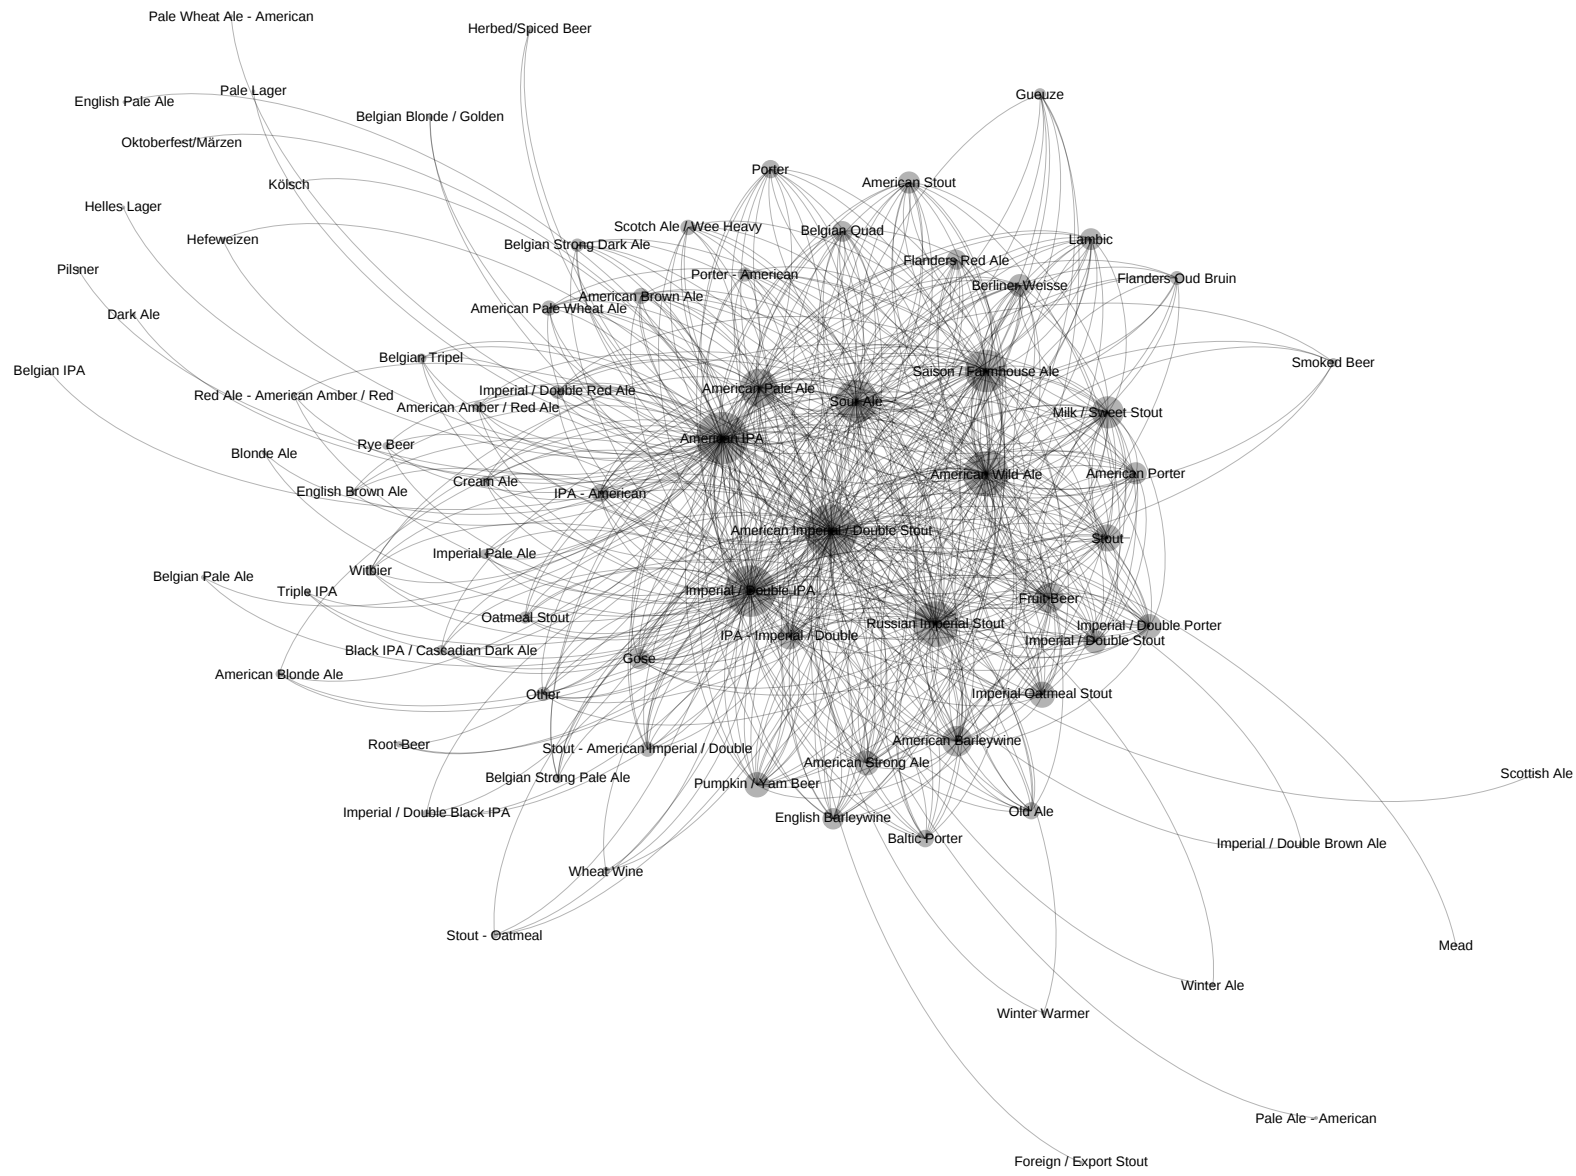 Pale Wheat Ale - American
Herbed/Spiced Beer
Pale Lager
Gueuze
English Pale Ale
Belgian Blonde / Golden
Oktoberfest/Märzen
Porter
American Stout
Kölsch
Helles Lager
Scotch Ale / Wee Heavy
Belgian Quad
Hefeweizen
Belgian Strong Dark Ale
Lambic
Flanders Red Ale
Pilsner
Porter - American
Flanders Oud Bruin
Berliner Weisse
American Brown Ale
American Pale Wheat Ale
Dark Ale
Belgian Tripel
Smoked Beer
Belgian IPA
Saison / Farmhouse Ale
Imperial / Double Red Ale
American Pale Ale
Red Ale - American Amber / Red
American Amber / Red Ale
Sour Ale
Milk / Sweet Stout
American IPA
Rye Beer
Blonde Ale
American Wild Ale
American Porter
Cream Ale
English Brown Ale
IPA - American
American Imperial / Double Stout
Stout
Imperial Pale Ale
Witbier
Belgian Pale Ale
Triple IPA
Imperial / Double IPA
Fruit Beer
Oatmeal Stout
Russian Imperial Stout
Imperial / Double Porter
IPA - Imperial / Double
Imperial / Double Stout
Black IPA / Cascadian Dark Ale
Gose
American Blonde Ale
Other
Imperial Oatmeal Stout
Root Beer
American Barleywine
Stout - American Imperial / Double
American Strong Ale
Scottish Ale
Belgian Strong Pale Ale
Pumpkin / Yam Beer
Imperial / Double Black IPA
Old Ale
English Barleywine
Baltic Porter
Imperial / Double Brown Ale
Wheat Wine
Stout - Oatmeal
Mead
Winter Ale
Winter Warmer
Pale Ale - American
Foreign / Export Stout